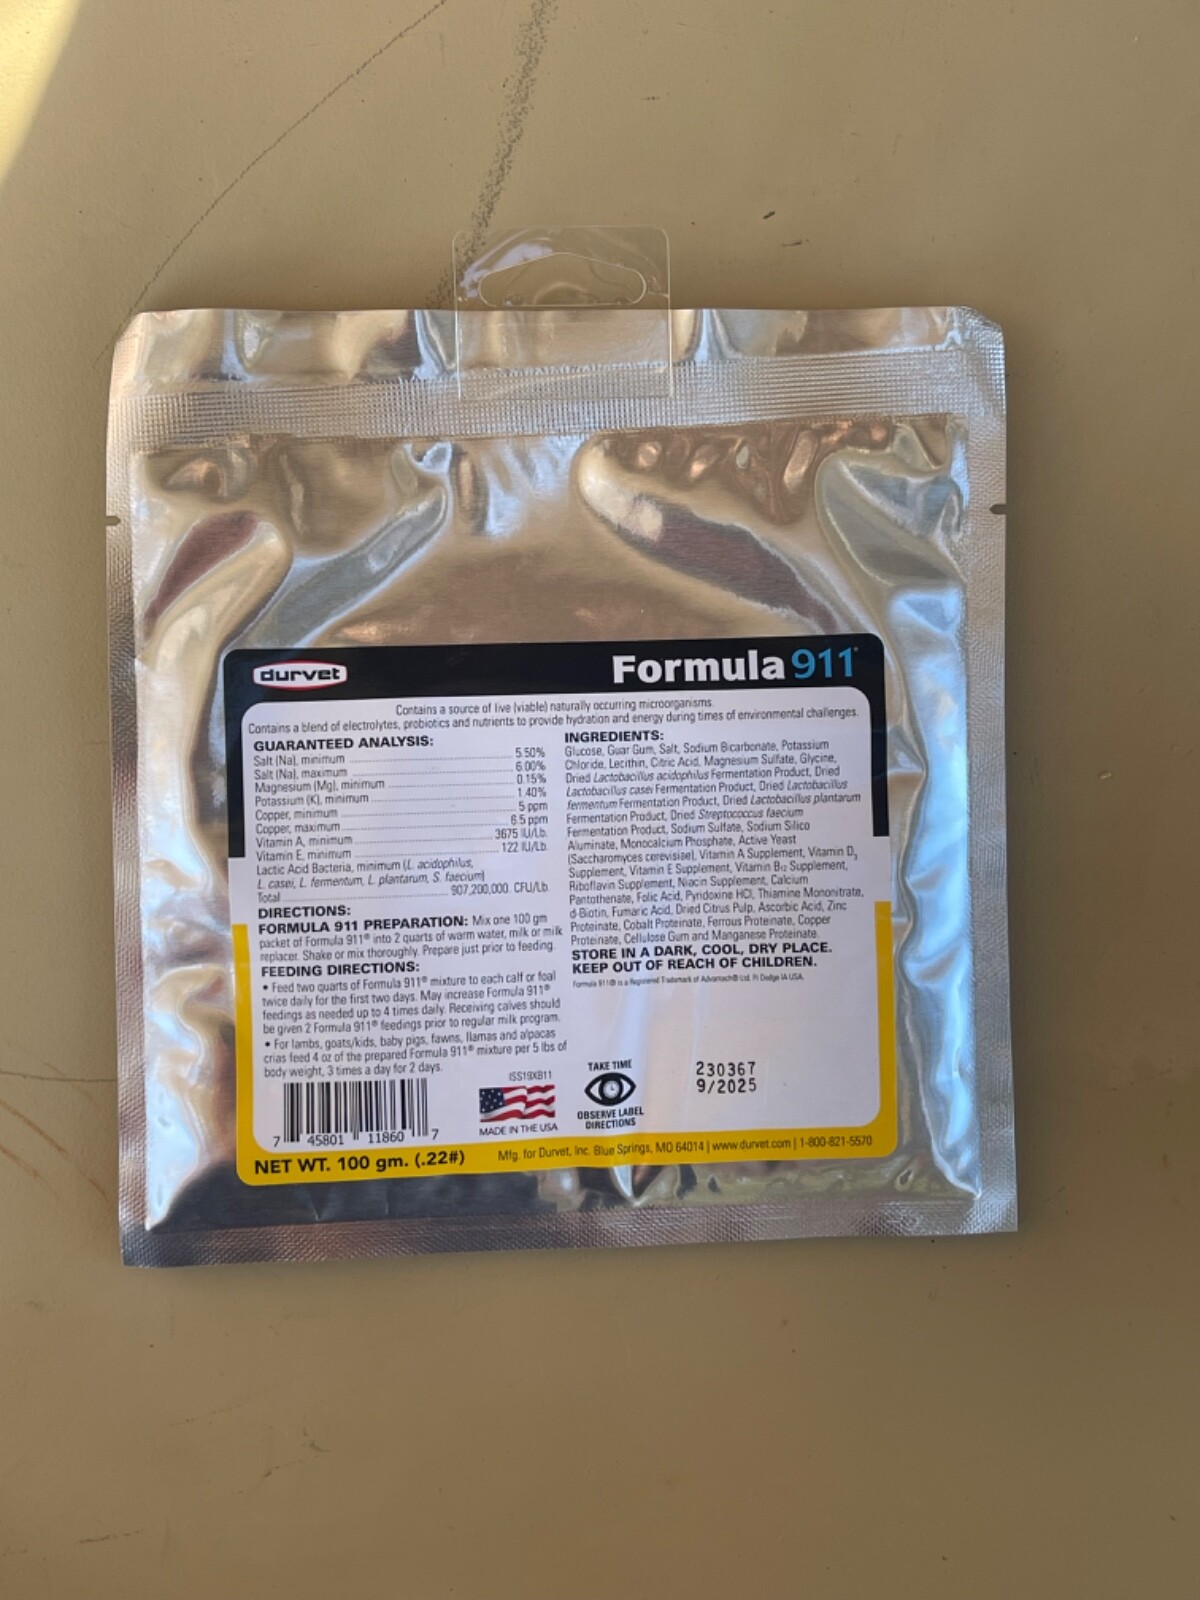 durvet
Formula 911®
Contains a source of live (viable) naturally occurring microorganisms.
Contains a blend of electrolytes, probiotics and nutrients to provide hydration and energy during times of environmental challenges.
GUARANTEED ANALYSIS:
Salt (Na), minimum 5.50%
Salt (Na), maximum 6.00%
Magnesium (Mg), minimum 0.15%
Potassium (K), minimum 1.40%
Copper, minimum 5 ppm
Copper, maximum 6.5 ppm
Vitamin A, minimum 3675 IU/Lb.
Vitamin E, minimum 122 IU/Lb.
Lactic Acid Bacteria, minimum (L. acidophilus,
L. casei, L. fermentum, L. plantarum, S. faecium)
Total 907,200,000 CFU/Lb.
DIRECTIONS:
FORMULA 911 PREPARATION: Mix one 100 gm
packet of Formula 911® into 2 quarts of warm water, milk or milk
replacer. Shake or mix thoroughly. Prepare just prior to feeding.
FEEDING DIRECTIONS:
• Feed two quarts of Formula 911® mixture to each calf or foal
twice daily for the first two days. May increase Formula 911®
feedings as needed up to 4 times daily. Receiving calves should
be given 2 Formula 911® feedings prior to regular milk program.
• For lambs, goats/kids, baby pigs, fawns, llamas and alpacas
crias feed 4 oz of the prepared Formula 911® mixture per 5 lbs of
body weight, 3 times a day for 2 days.
INGREDIENTS:
Glucose, Guar Gum, Salt, Sodium Bicarbonate, Potassium
Chloride, Lecithin, Citric Acid, Magnesium Sulfate, Glycine,
Dried Lactobacillus acidophilus Fermentation Product, Dried
Lactobacillus casei Fermentation Product, Dried Lactobacillus
fermentum Fermentation Product, Dried Lactobacillus plantarum
Fermentation Product, Dried Streptococcus faecium
Fermentation Product, Sodium Sulfate, Sodium Silico
Aluminate, Monocalcium Phosphate, Active Yeast
(Saccharomyces cerevisiae), Vitamin A Supplement, Vitamin D₃
Supplement, Vitamin E Supplement, Vitamin B₁₂ Supplement,
Riboflavin Supplement, Niacin Supplement, Calcium
Pantothenate, Folic Acid, Pyridoxine HCl, Thiamine Mononitrate,
d-Biotin, Fumaric Acid, Dried Citrus Pulp, Ascorbic Acid, Zinc
Proteinate, Cobalt Proteinate, Ferrous Proteinate, Copper
Proteinate, Cellulose Gum and Manganese Proteinate.
STORE IN A DARK, COOL, DRY PLACE.
KEEP OUT OF REACH OF CHILDREN.
Formula 911® is a Registered Trademark of Advantech® Ltd. Ft Dodge IA USA.
ISS19XB11
7 45801 11860 7
MADE IN THE USA
TAKE TIME
OBSERVE LABEL
DIRECTIONS
230367
9/2025
NET WT. 100 gm. (.22#)
Mfg. for Durvet, Inc. Blue Springs, MO 64014 | www.durvet.com | 1-800-821-5570